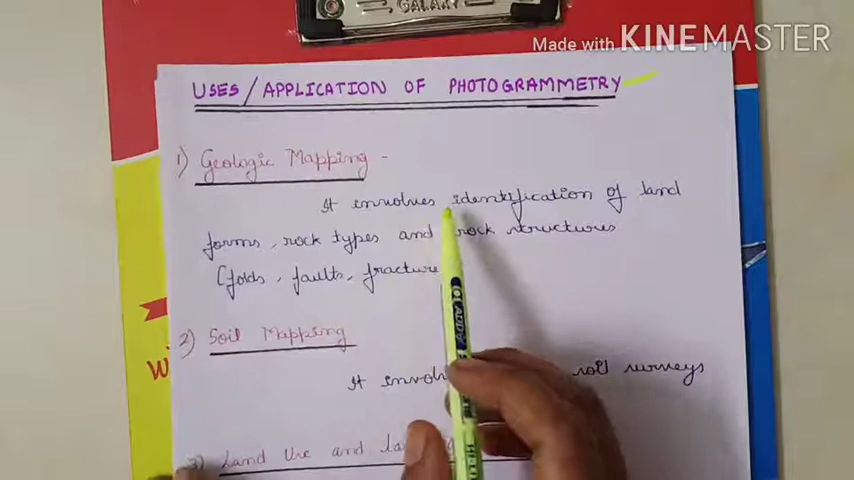 GALAXY
Made with KINEMASTER
USES/APPLICATION OF PHOTOGRAMMETRY
1) Geologic Mapping -
It involves identification of land
forms, rock types and rock structures
(folds, faults, fracture
2) Soil Mapping
It involv soil surveys
3) Land Use and la
W